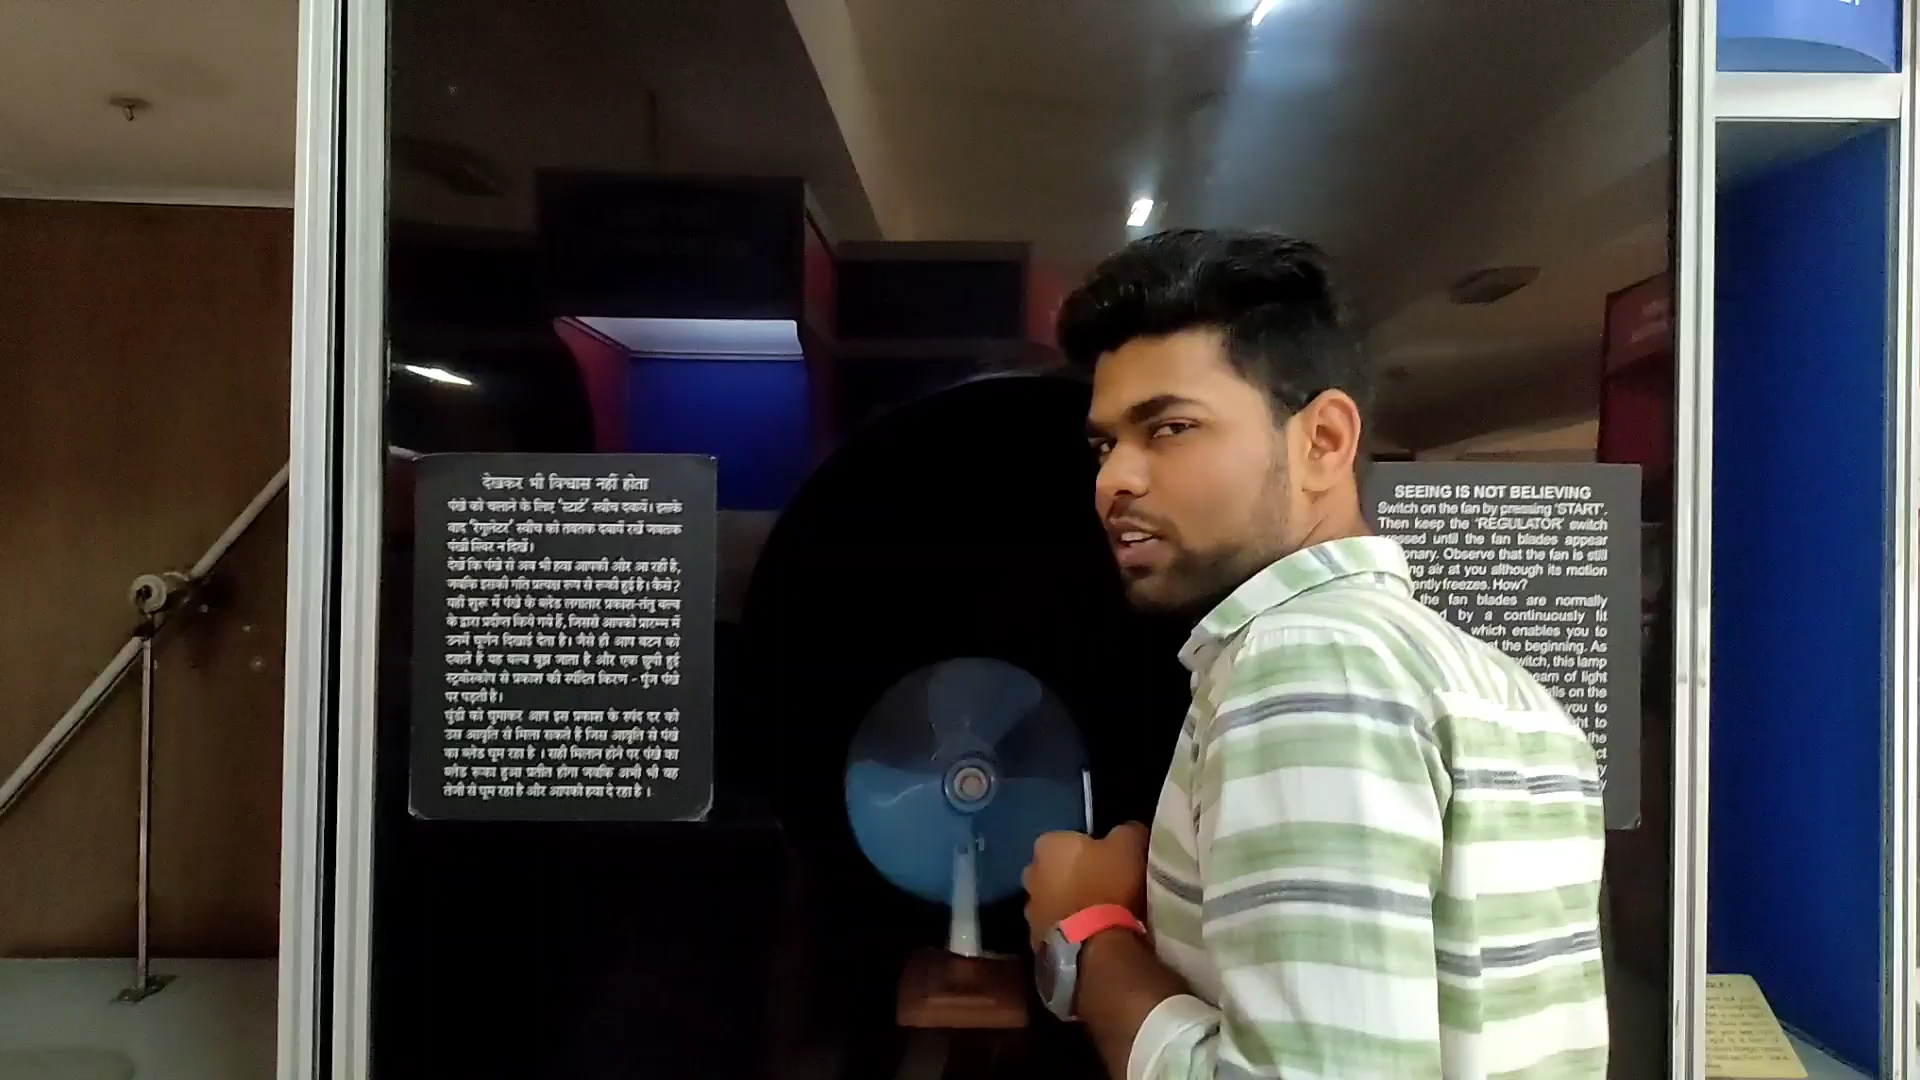 देखकर भी विश्वास नहीं होता
पंखे को चलाने के लिए 'स्टार्ट' स्वीच दबायें। इसके
बाद 'रेगुलेटर' स्वीच को तबतक दबायें रखें जबतक
पंखी स्थिर न दिखें।
देखें कि पंखे से अब भी हवा आपकी और आ रही है,
जबकि इसकी गति प्रत्यक्ष रूप से रूकी हुई है। कैसे?
यहाँ शुरू में पंखे के ब्लेड लगातार प्रकाश-तंतु बल्ब
के द्वारा प्रदीप्त किये गये हैं, जिससे आपको प्रारम्भ में
उनमें घूर्णन दिखाई देता है। जैसे ही आप बटन को
दबाते हैं यह बल्ब बुझ जाता है और एक छुपी हुई
स्ट्रबोस्कोप से प्रकाश की स्पंदित किरण - पुंज पंखे
पर पड़ती है।
घुंडी को घुमाकर आप इस प्रकाश के स्पंद दर को
उस आवृति से मिला सकते हैं जिस आवृति से पंखे
का ब्लेड घूम रहा है । सही मिलान होने पर पंखे का
ब्लेड रूका हुआ प्रतीत होगा जबकि अभी भी वह
तेजी से घूम रहा है और आपको हवा दे रहा है ।
SEEING IS NOT BELIEVING
Switch on the fan by pressing 'START'.
Then keep the 'REGULATOR' switch
until the fan blades appear
Observe that the fan is still
air at you although its motion
freezes. How?
the fan blades are normally
by a continuously lit
which enables you to
the beginning. As
switch, this lamp
of light
on the
you to
to
the